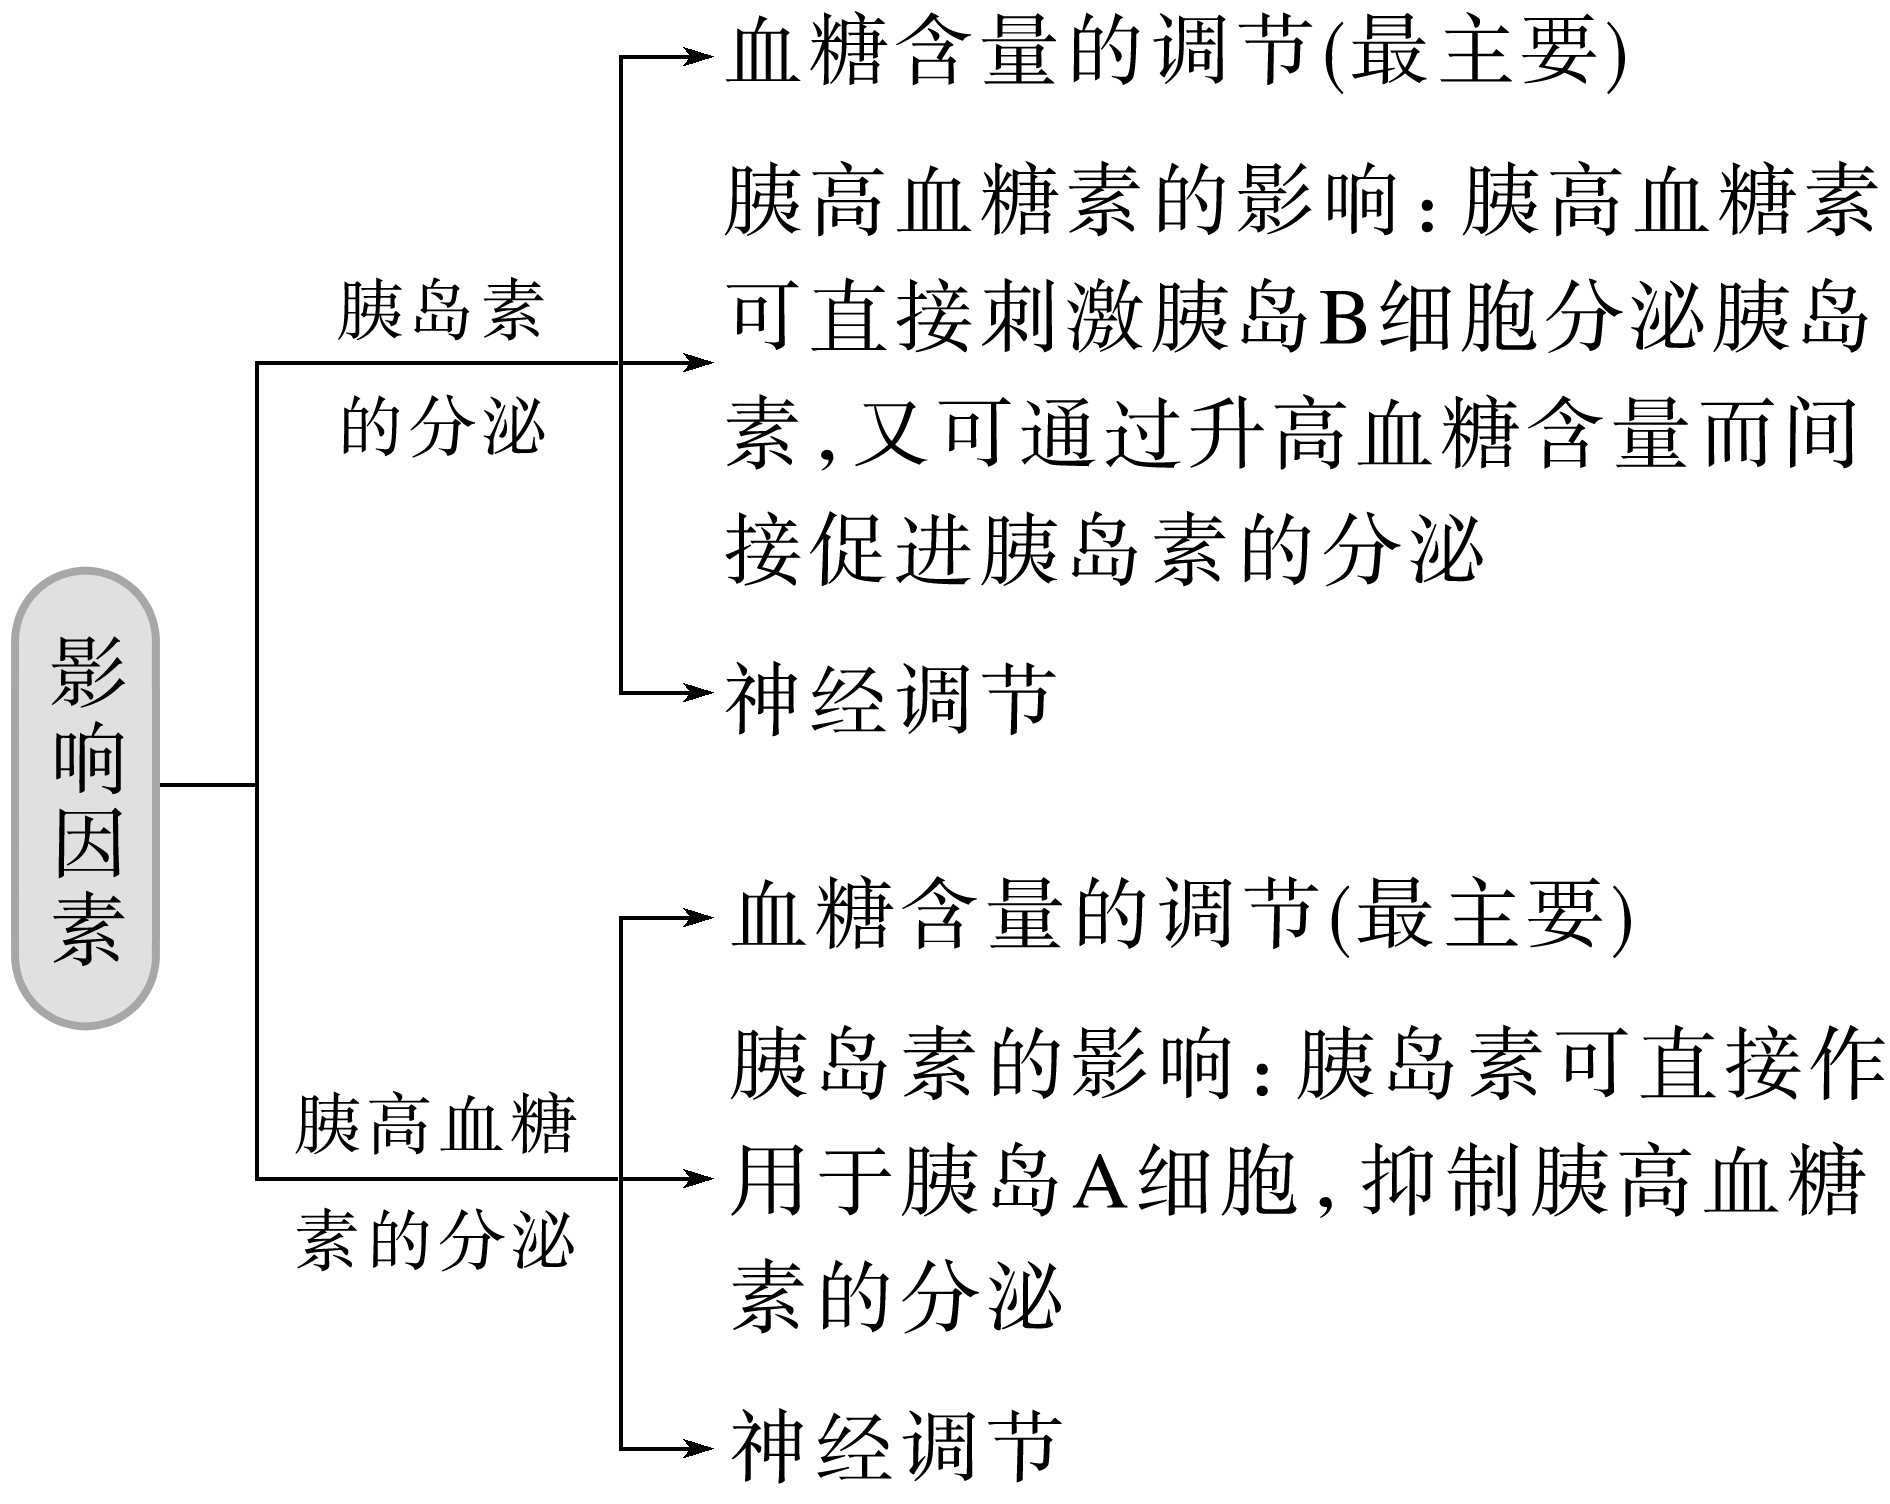 影响因素
胰岛素
的分泌
血糖含量的调节(最主要)
胰高血糖素的影响:胰高血糖素
可直接刺激胰岛B细胞分泌胰岛
素,又可通过升高血糖含量而间
接促进胰岛素的分泌
神经调节
胰高血糖
素的分泌
血糖含量的调节(最主要)
胰岛素的影响:胰岛素可直接作
用于胰岛A细胞,抑制胰高血糖
素的分泌
神经调节